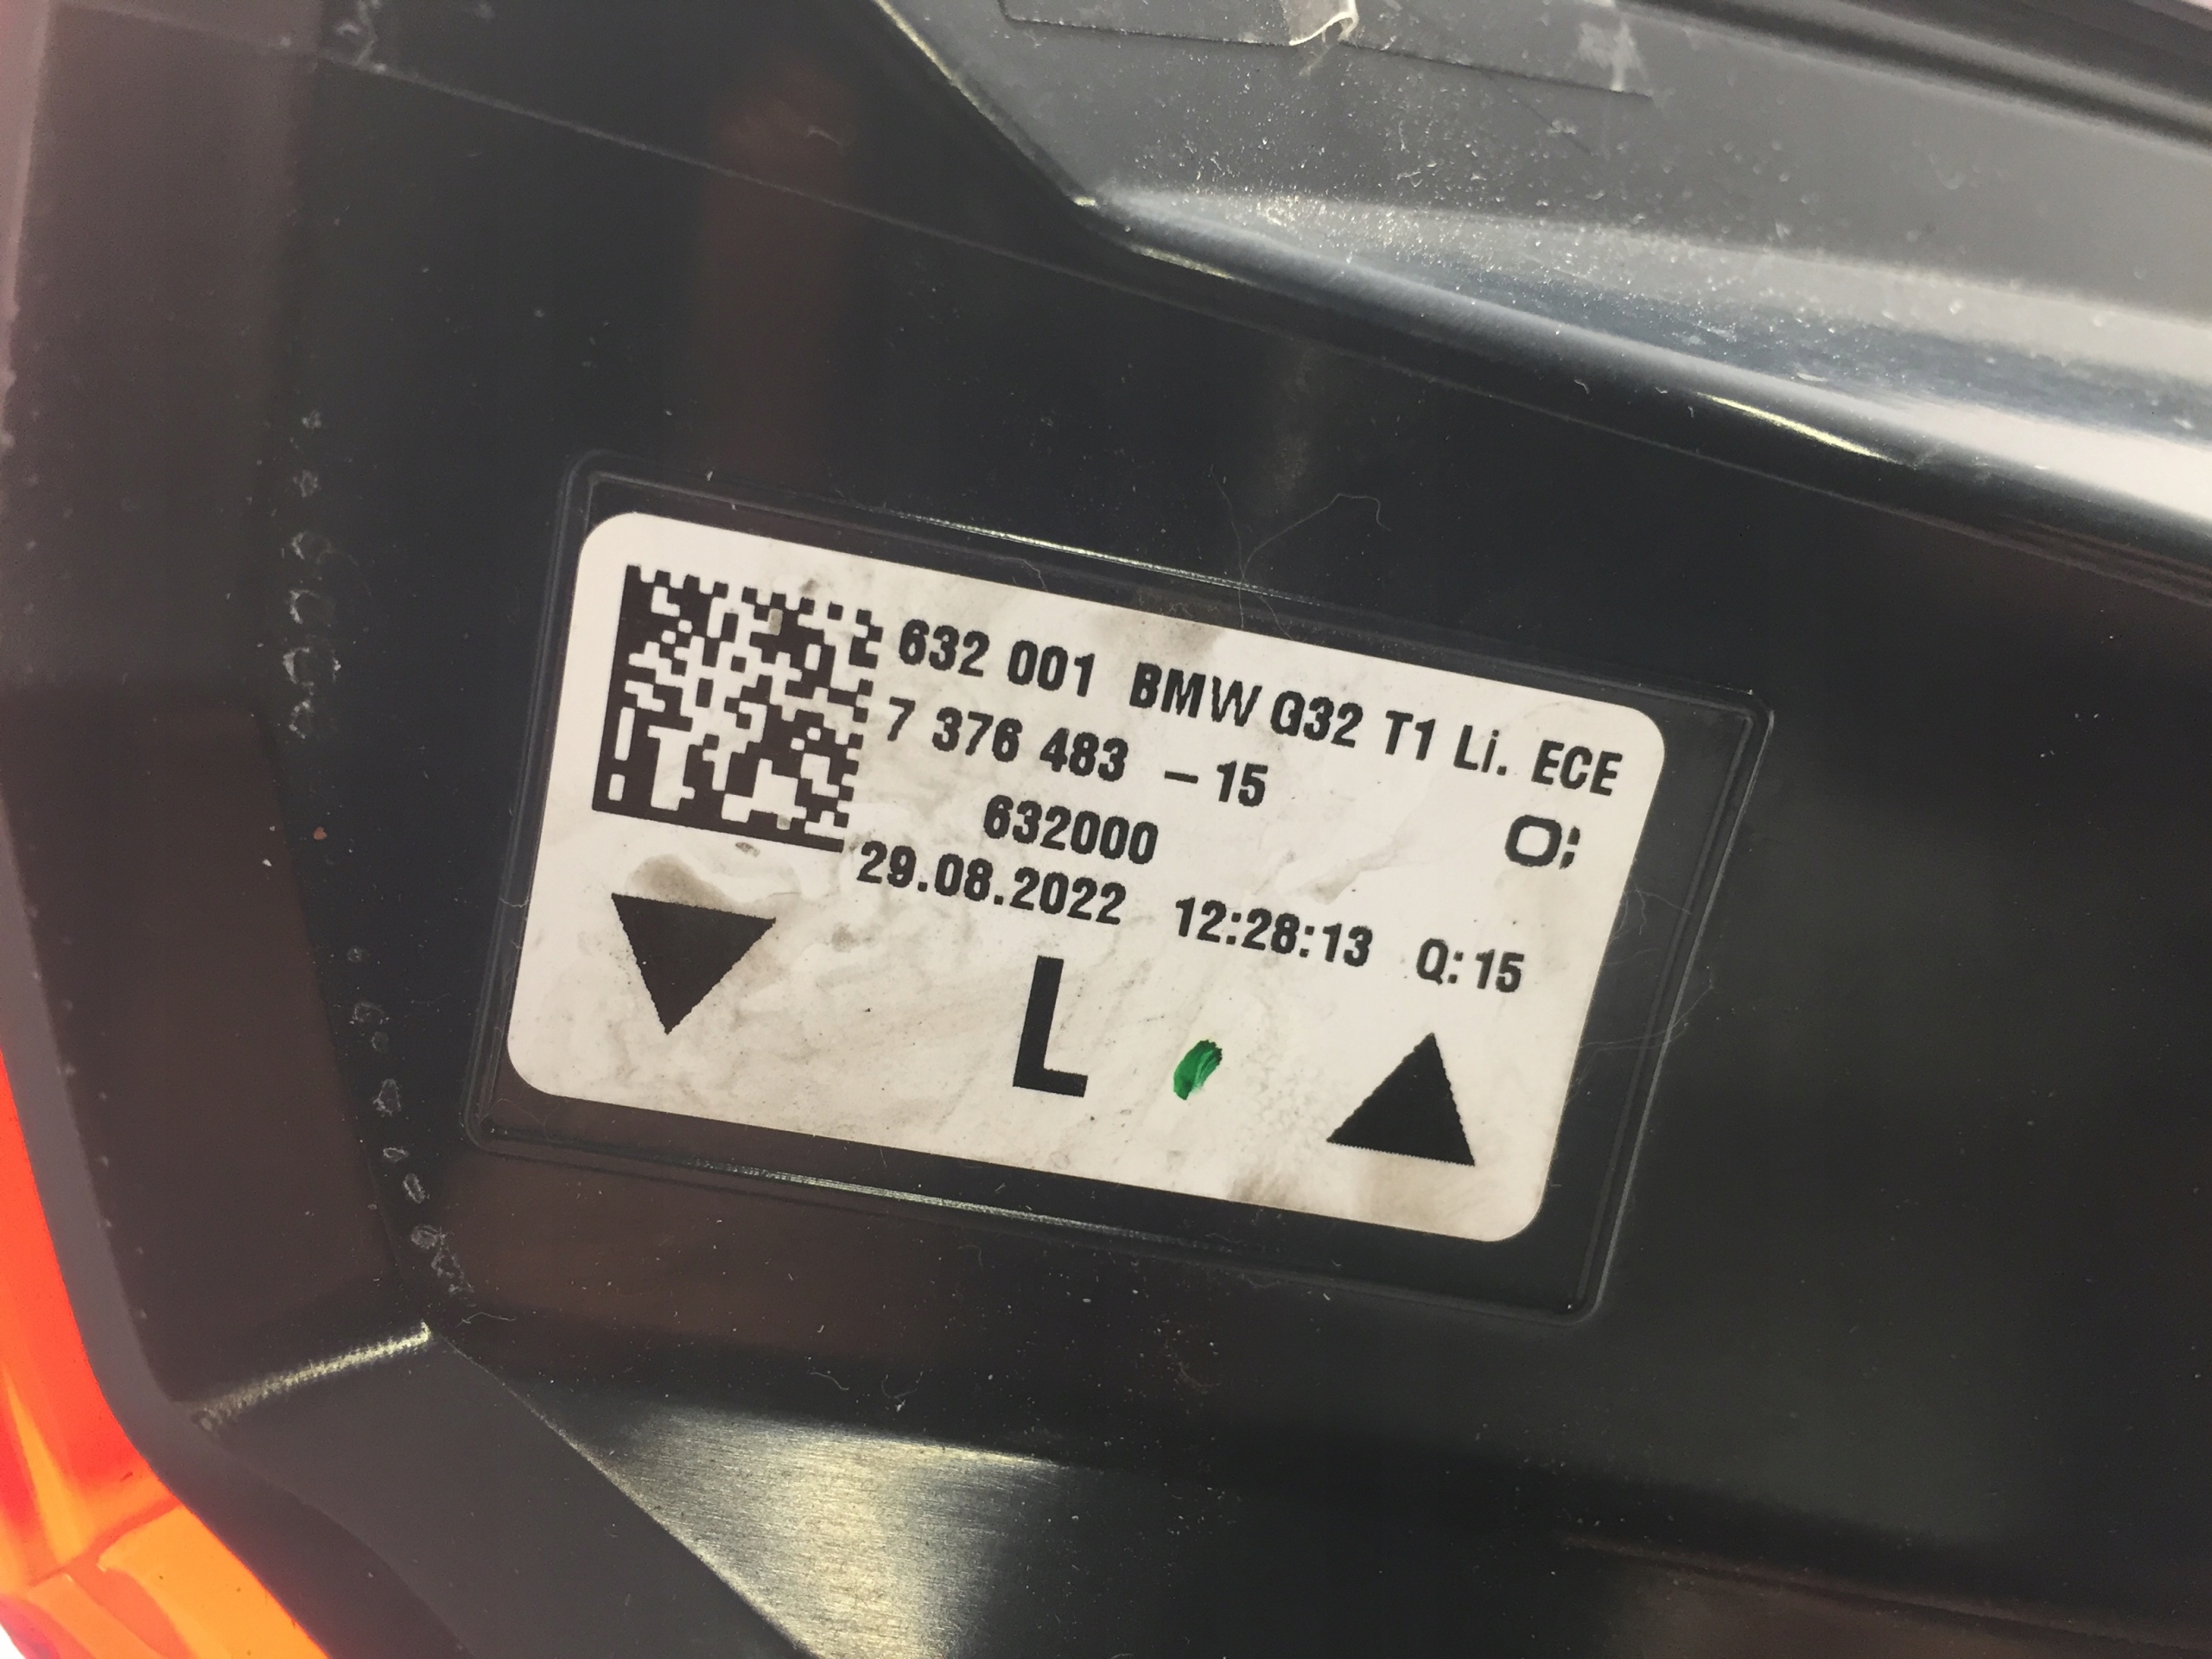 632 001 BMW G32 T1 Li. ECE
7 376 483 – 15
632000 O;
29.08.2022 12:28:13 Q:15
L